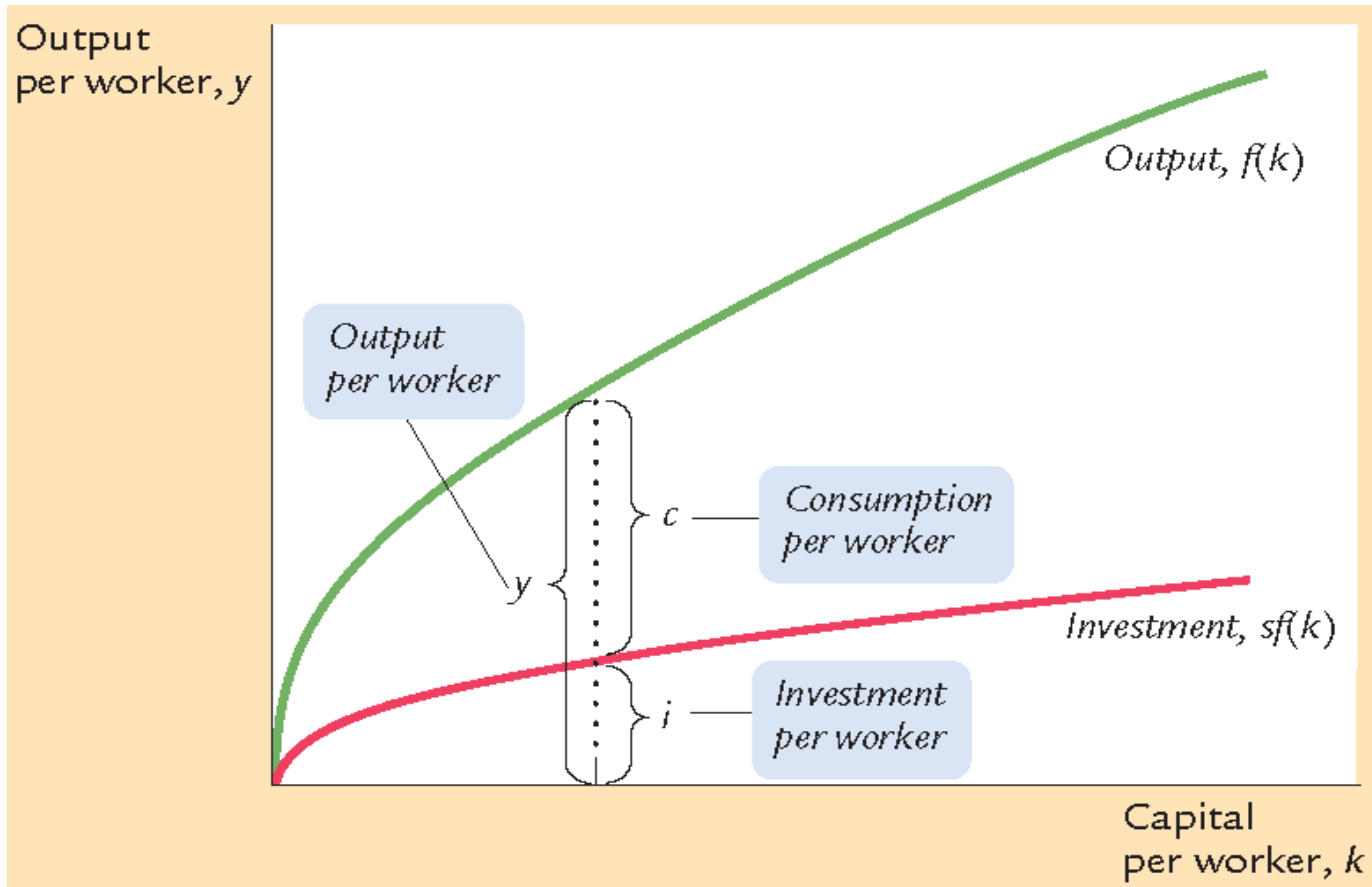 Output
per worker, y
Output, f(k)
Output
per worker
c
Consumption
per worker
y
Investment, sf(k)
i
Investment
per worker
Capital
per worker, k